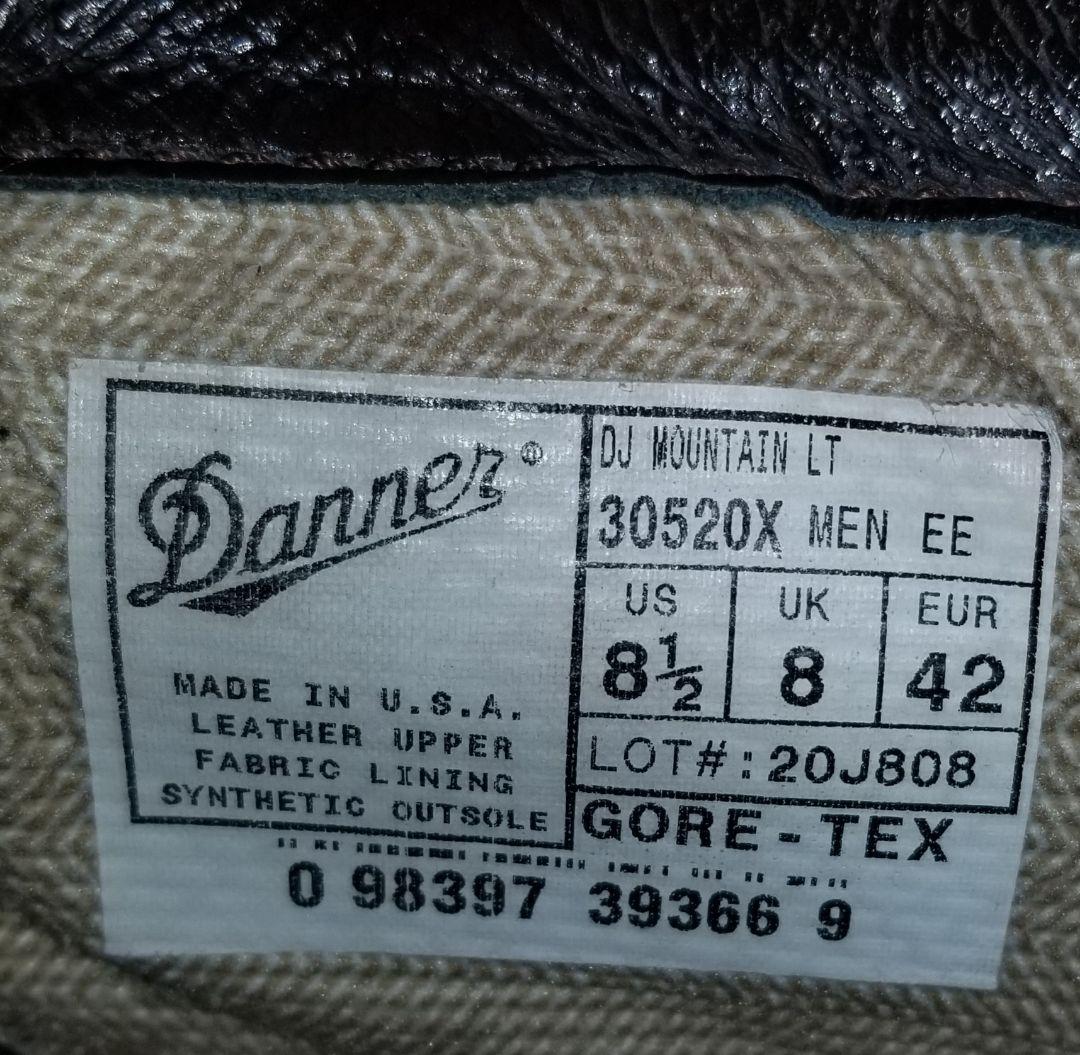 Danner®
MADE IN U.S.A.
LEATHER UPPER
FABRIC LINING
SYNTHETIC OUTSOLE
DJ MOUNTAIN LT
30520X MEN EE
US UK EUR
8½ 8 42
LOT#:20J808
GORE-TEX
0 98397 39366 9